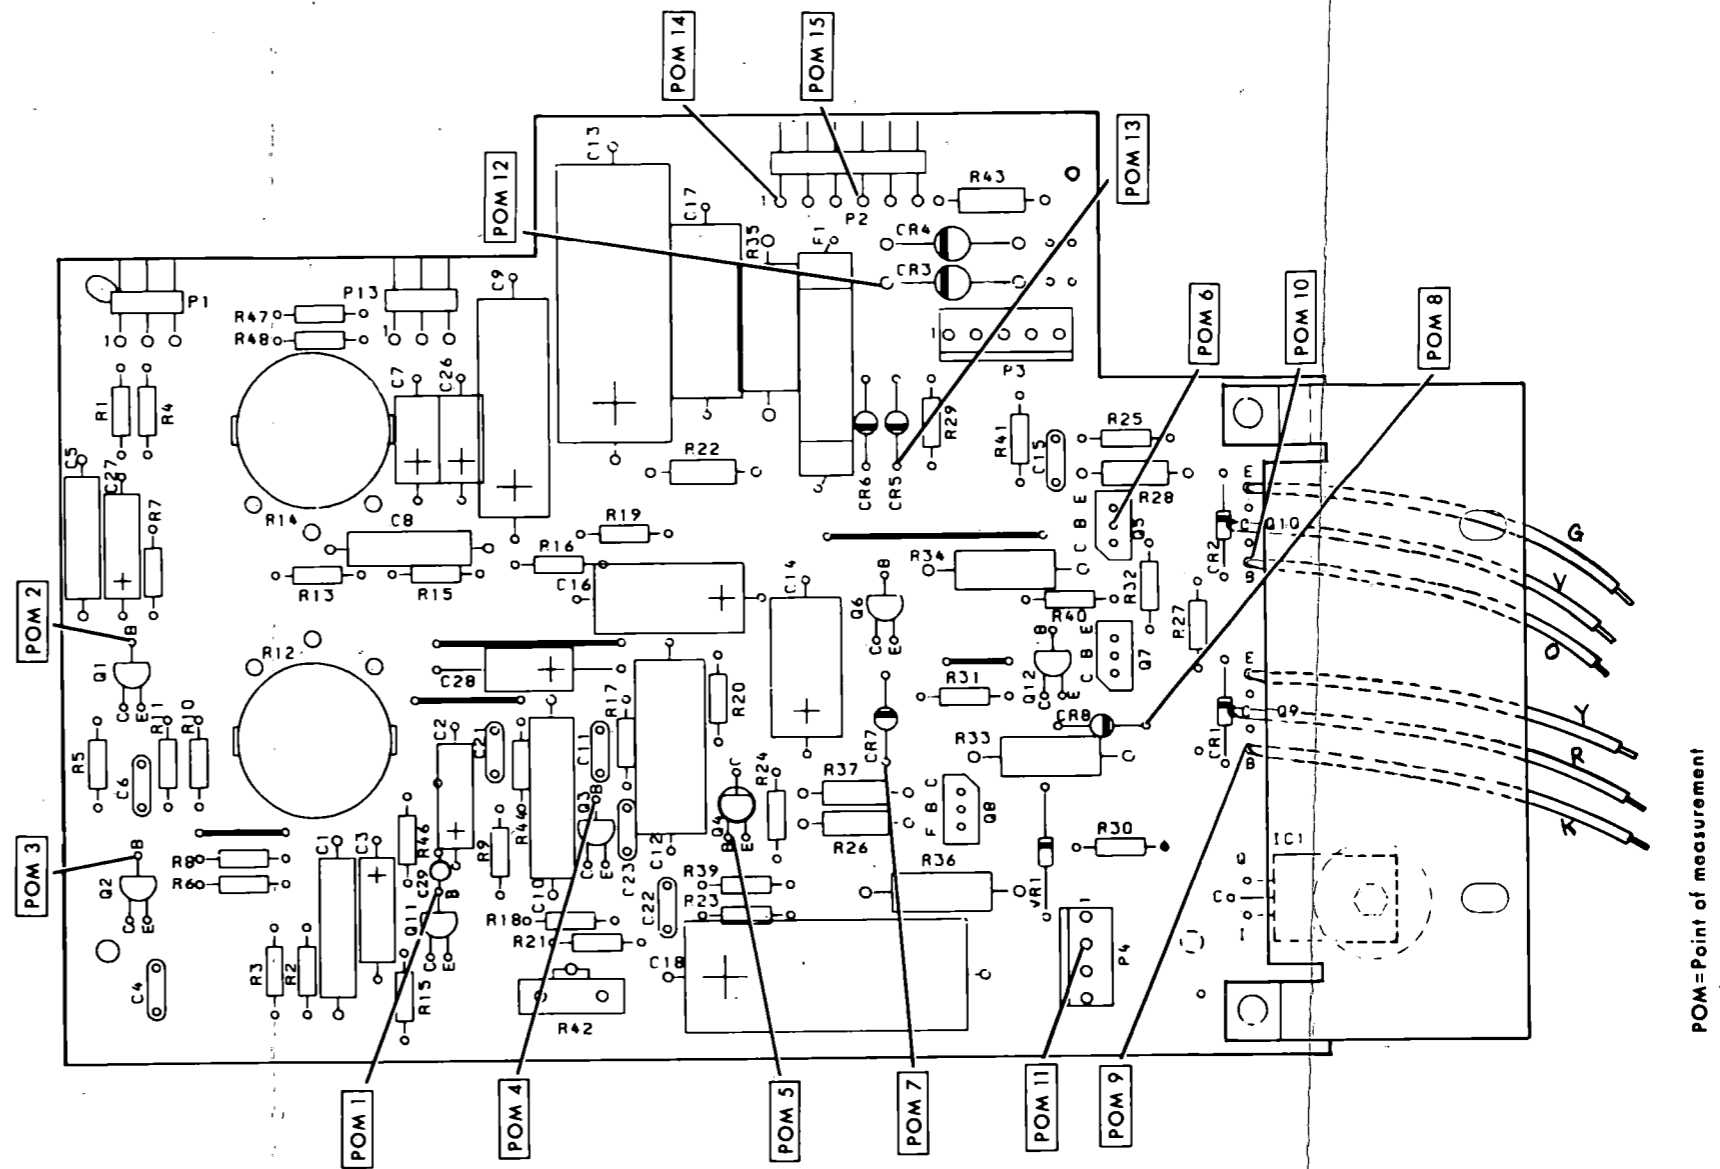 POM 14
POM 15
POM 12
POM 13
POM 6
POM 10
POM 8
POM 2
POM 3
POM 1
POM 4
POM 5
POM 7
POM 11
POM 9
P1
1
R47
R48
P13
1
C9
C13
C17
R35
F1
1
P2
R43
CR4
CR3
1
P3
R1
R4
C7
C26
C5
C27
R7
R14
C8
R22
R19
R16
R13
R15
C16
C14
CR6
CR5
R29
R41
C15
R25
R28
E
B
C
Q5
R34
R32
R40
R27
CR2
E
C
B
Q10
G
Y
O
B
Q1
C
E
R12
C28
R17
R20
B
Q6
C
E
R31
B
Q12
C
E
E
B
C
Q7
CR8
R33
CR7
CR1
E
C
B
Q9
Y
R
K
R5
C6
R11
R10
C2
C21
R44
C11
R9
R46
C10
Q3
B
C
E
C23
C12
Q4
C
B
E
R24
R37
R26
C
B
Q8
R36
VR1
R30
IC1
C
I
B
Q2
C
E
R8
R6
C1
C3
C29
B
Q11
C
E
R18
R21
C22
R39
R23
C18
1
P4
C4
R3
R2
R15
R42
POM=Point of measurement